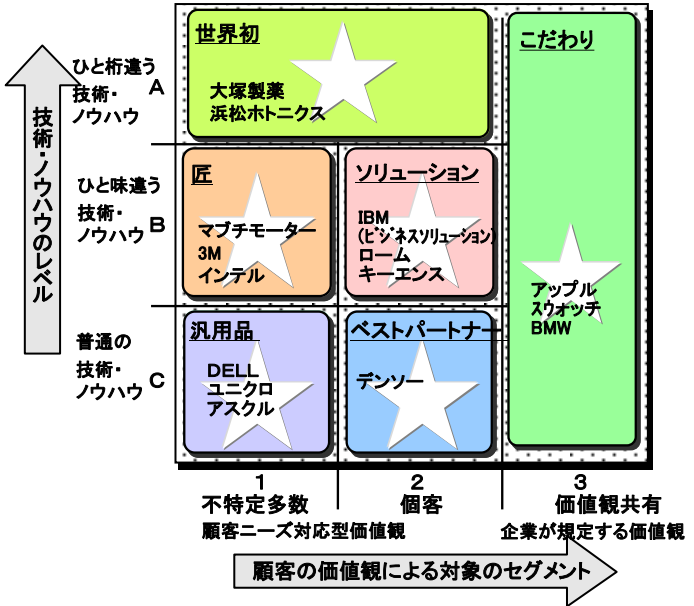 世界初
大塚製薬
浜松ホトニクス
こだわり
アップル
スウォッチ
BMW
匠
マブチモーター
3M
インテル
ソリューション
IBM
(ビジネスソリューション)
ローム
キーエンス
汎用品
DELL
ユニクロ
アスクル
ベストパートナー
デンソー
技術・ノウハウのレベル
ひと桁違う
技術・
ノウハウ
A
ひと味違う
技術・
ノウハウ
B
普通の
技術・
ノウハウ
C
1
不特定多数
2
個客
3
価値観共有
顧客ニーズ対応型価値観
企業が規定する価値観
顧客の価値観による対象のセグメント